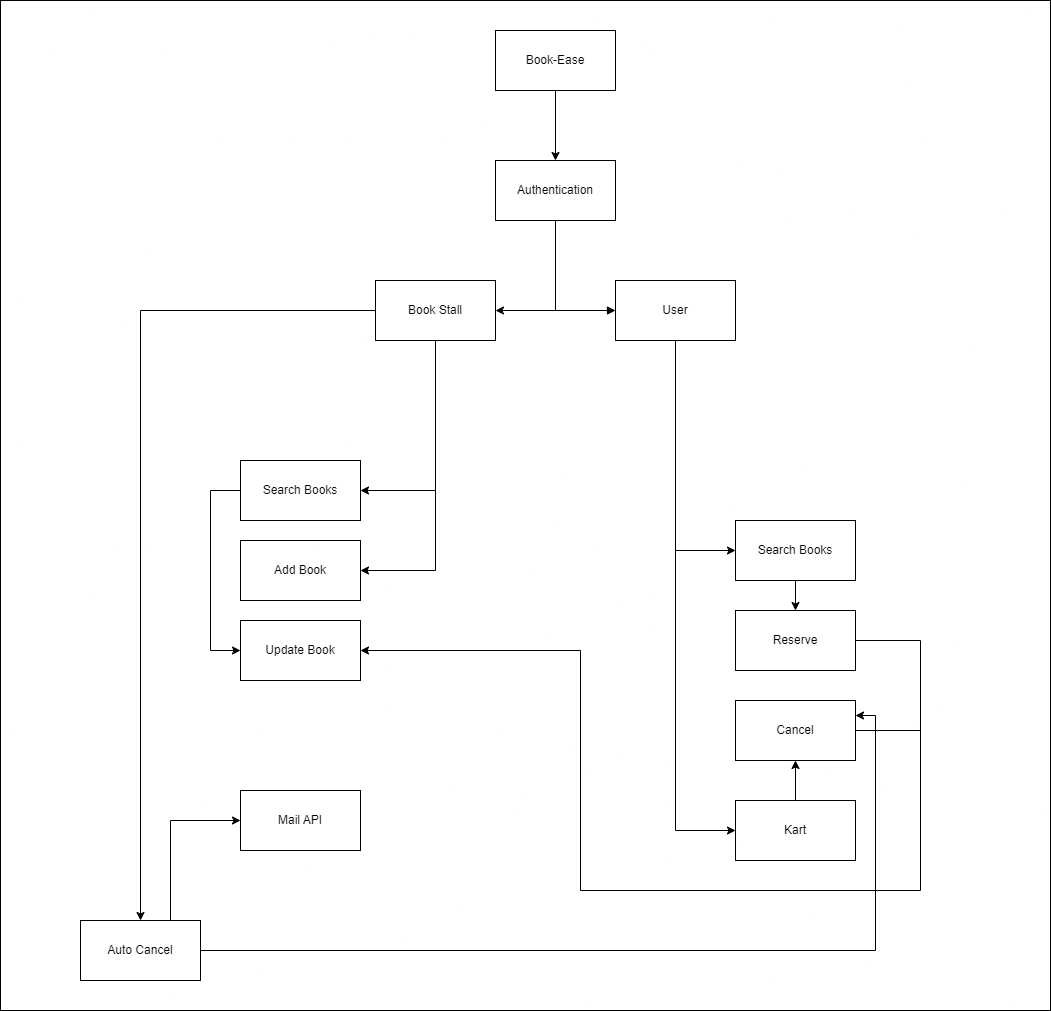 Book-Ease
Authentication
Book Stall
User
Search Books
Add Book
Update Book
Search Books
Reserve
Cancel
Kart
Mail API
Auto Cancel